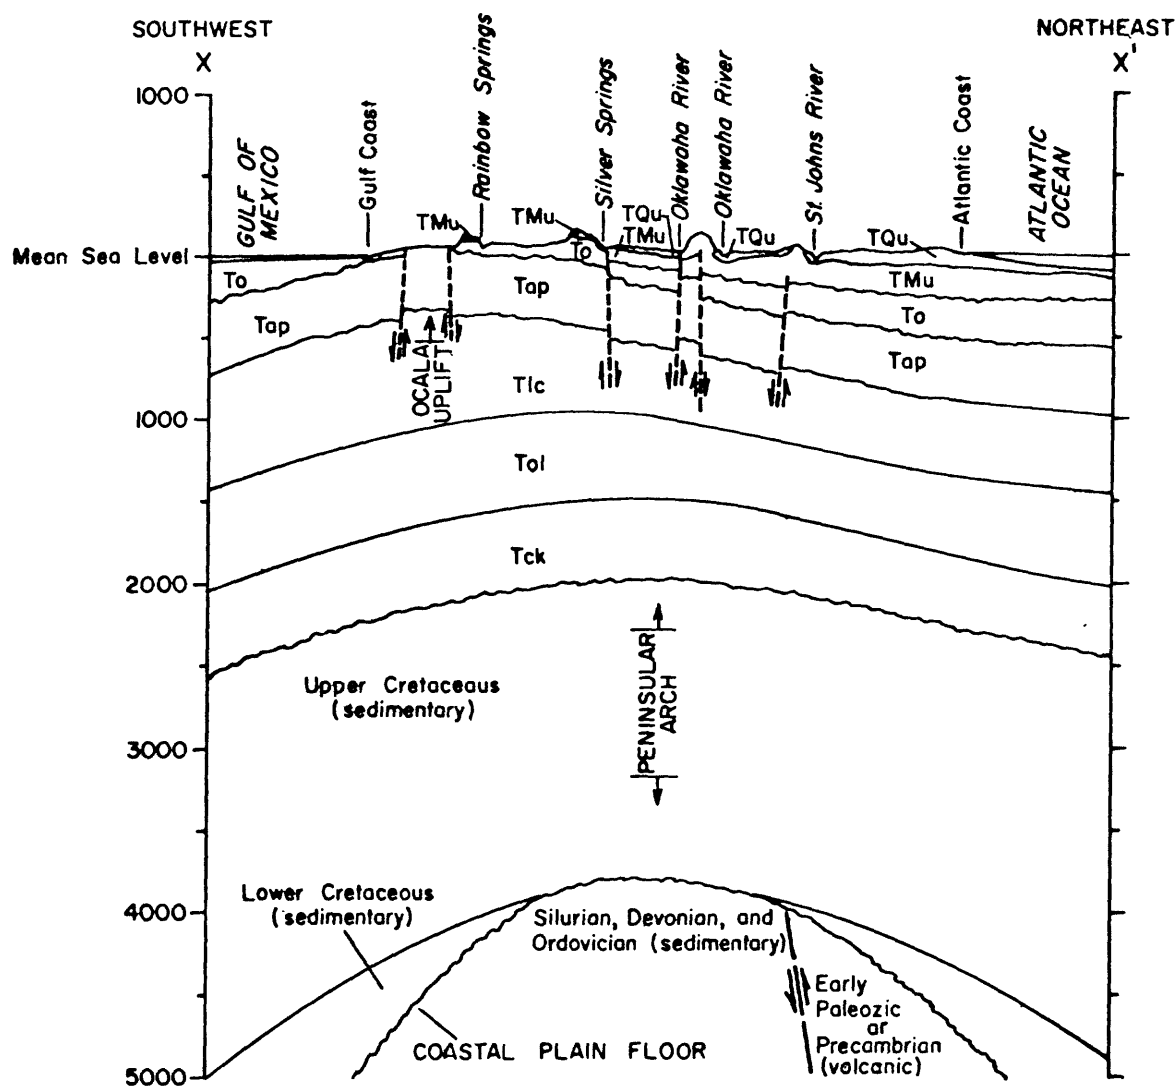 SOUTHWEST
X
NORTHEAST
X'
GULF OF
MEXICO
Gulf Coast
Rainbow Springs
Silver Springs
Oklawaha River
Oklawaha River
St. Johns River
Atlantic Coast
ATLANTIC
OCEAN
1000
Mean Sea Level
1000
2000
3000
4000
5000
TMu
TMu
TQu
TMu
TQu
TQu
To
To
TMu
To
Tap
Tap
Tap
OCALA
UPLIFT
Tlc
Tol
Tck
PENINSULAR
ARCH
Upper Cretaceous
(sedimentary)
Lower Cretaceous
(sedimentary)
Silurian, Devonian, and
Ordovician (sedimentary)
Early
Paleozic
or
Precambrian
(volcanic)
COASTAL PLAIN FLOOR